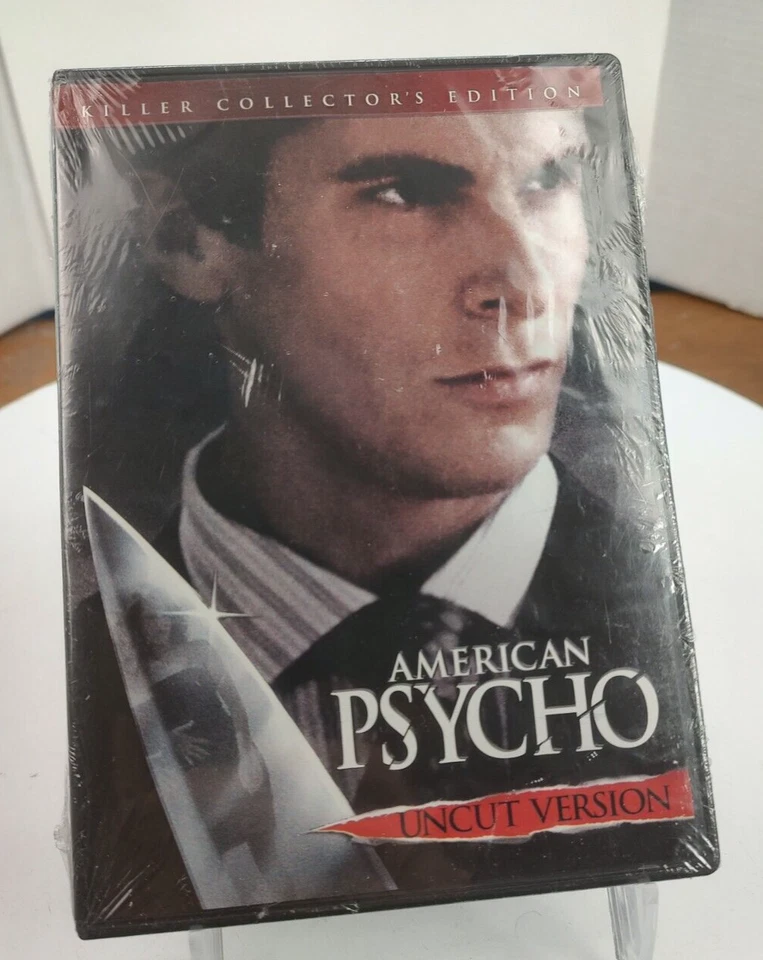 KILLER COLLECTOR'S EDITION
AMERICAN
PSYCHO
UNCUT VERSION